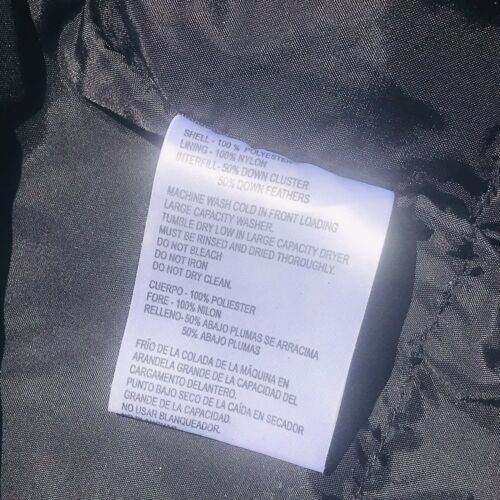 SHELL - 100 % POLYESTER
LINING - 100% NYLON
INTERFILL- 50% DOWN CLUSTER
50% DOWN FEATHERS
MACHINE WASH COLD IN FRONT LOADING
LARGE CAPACITY WASHER.
TUMBLE DRY LOW IN LARGE CAPACITY DRYER
MUST BE RINSED AND DRIED THOROUGHLY.
DO NOT BLEACH
DO NOT IRON
DO NOT DRY CLEAN.
CUERPO - 100% POLIESTER
FORE - 100% NILON
RELLENO- 50% ABAJO PLUMAS SE ARRACIMA
50% ABAJO PLUMAS
FRÍO DE LA COLADA DE LA MÁQUINA EN
ARANDELA GRANDE DE LA CAPACIDAD DEL
CARGAMENTO DELANTERO.
PUNTO BAJO SECO DE LA CAÍDA EN SECADOR
GRANDE DE LA CAPACIDAD.
NO USAR BLANQUEADOR.